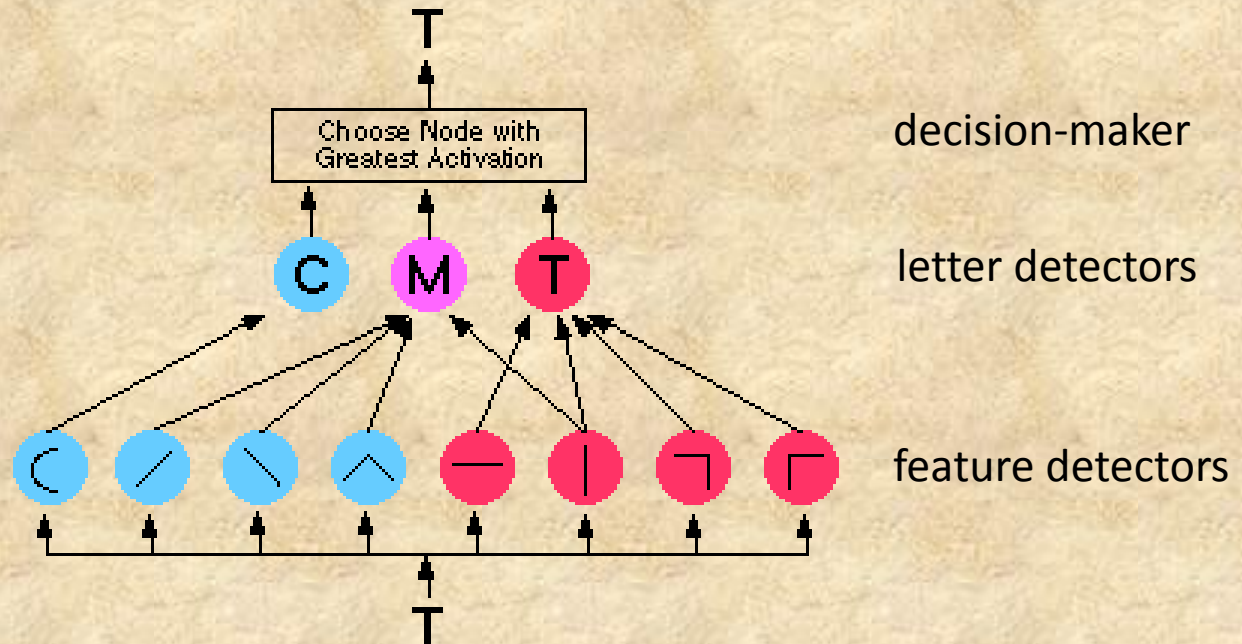 T
Choose Node with
Greatest Activation
decision-maker
C M T
letter detectors
feature detectors
T